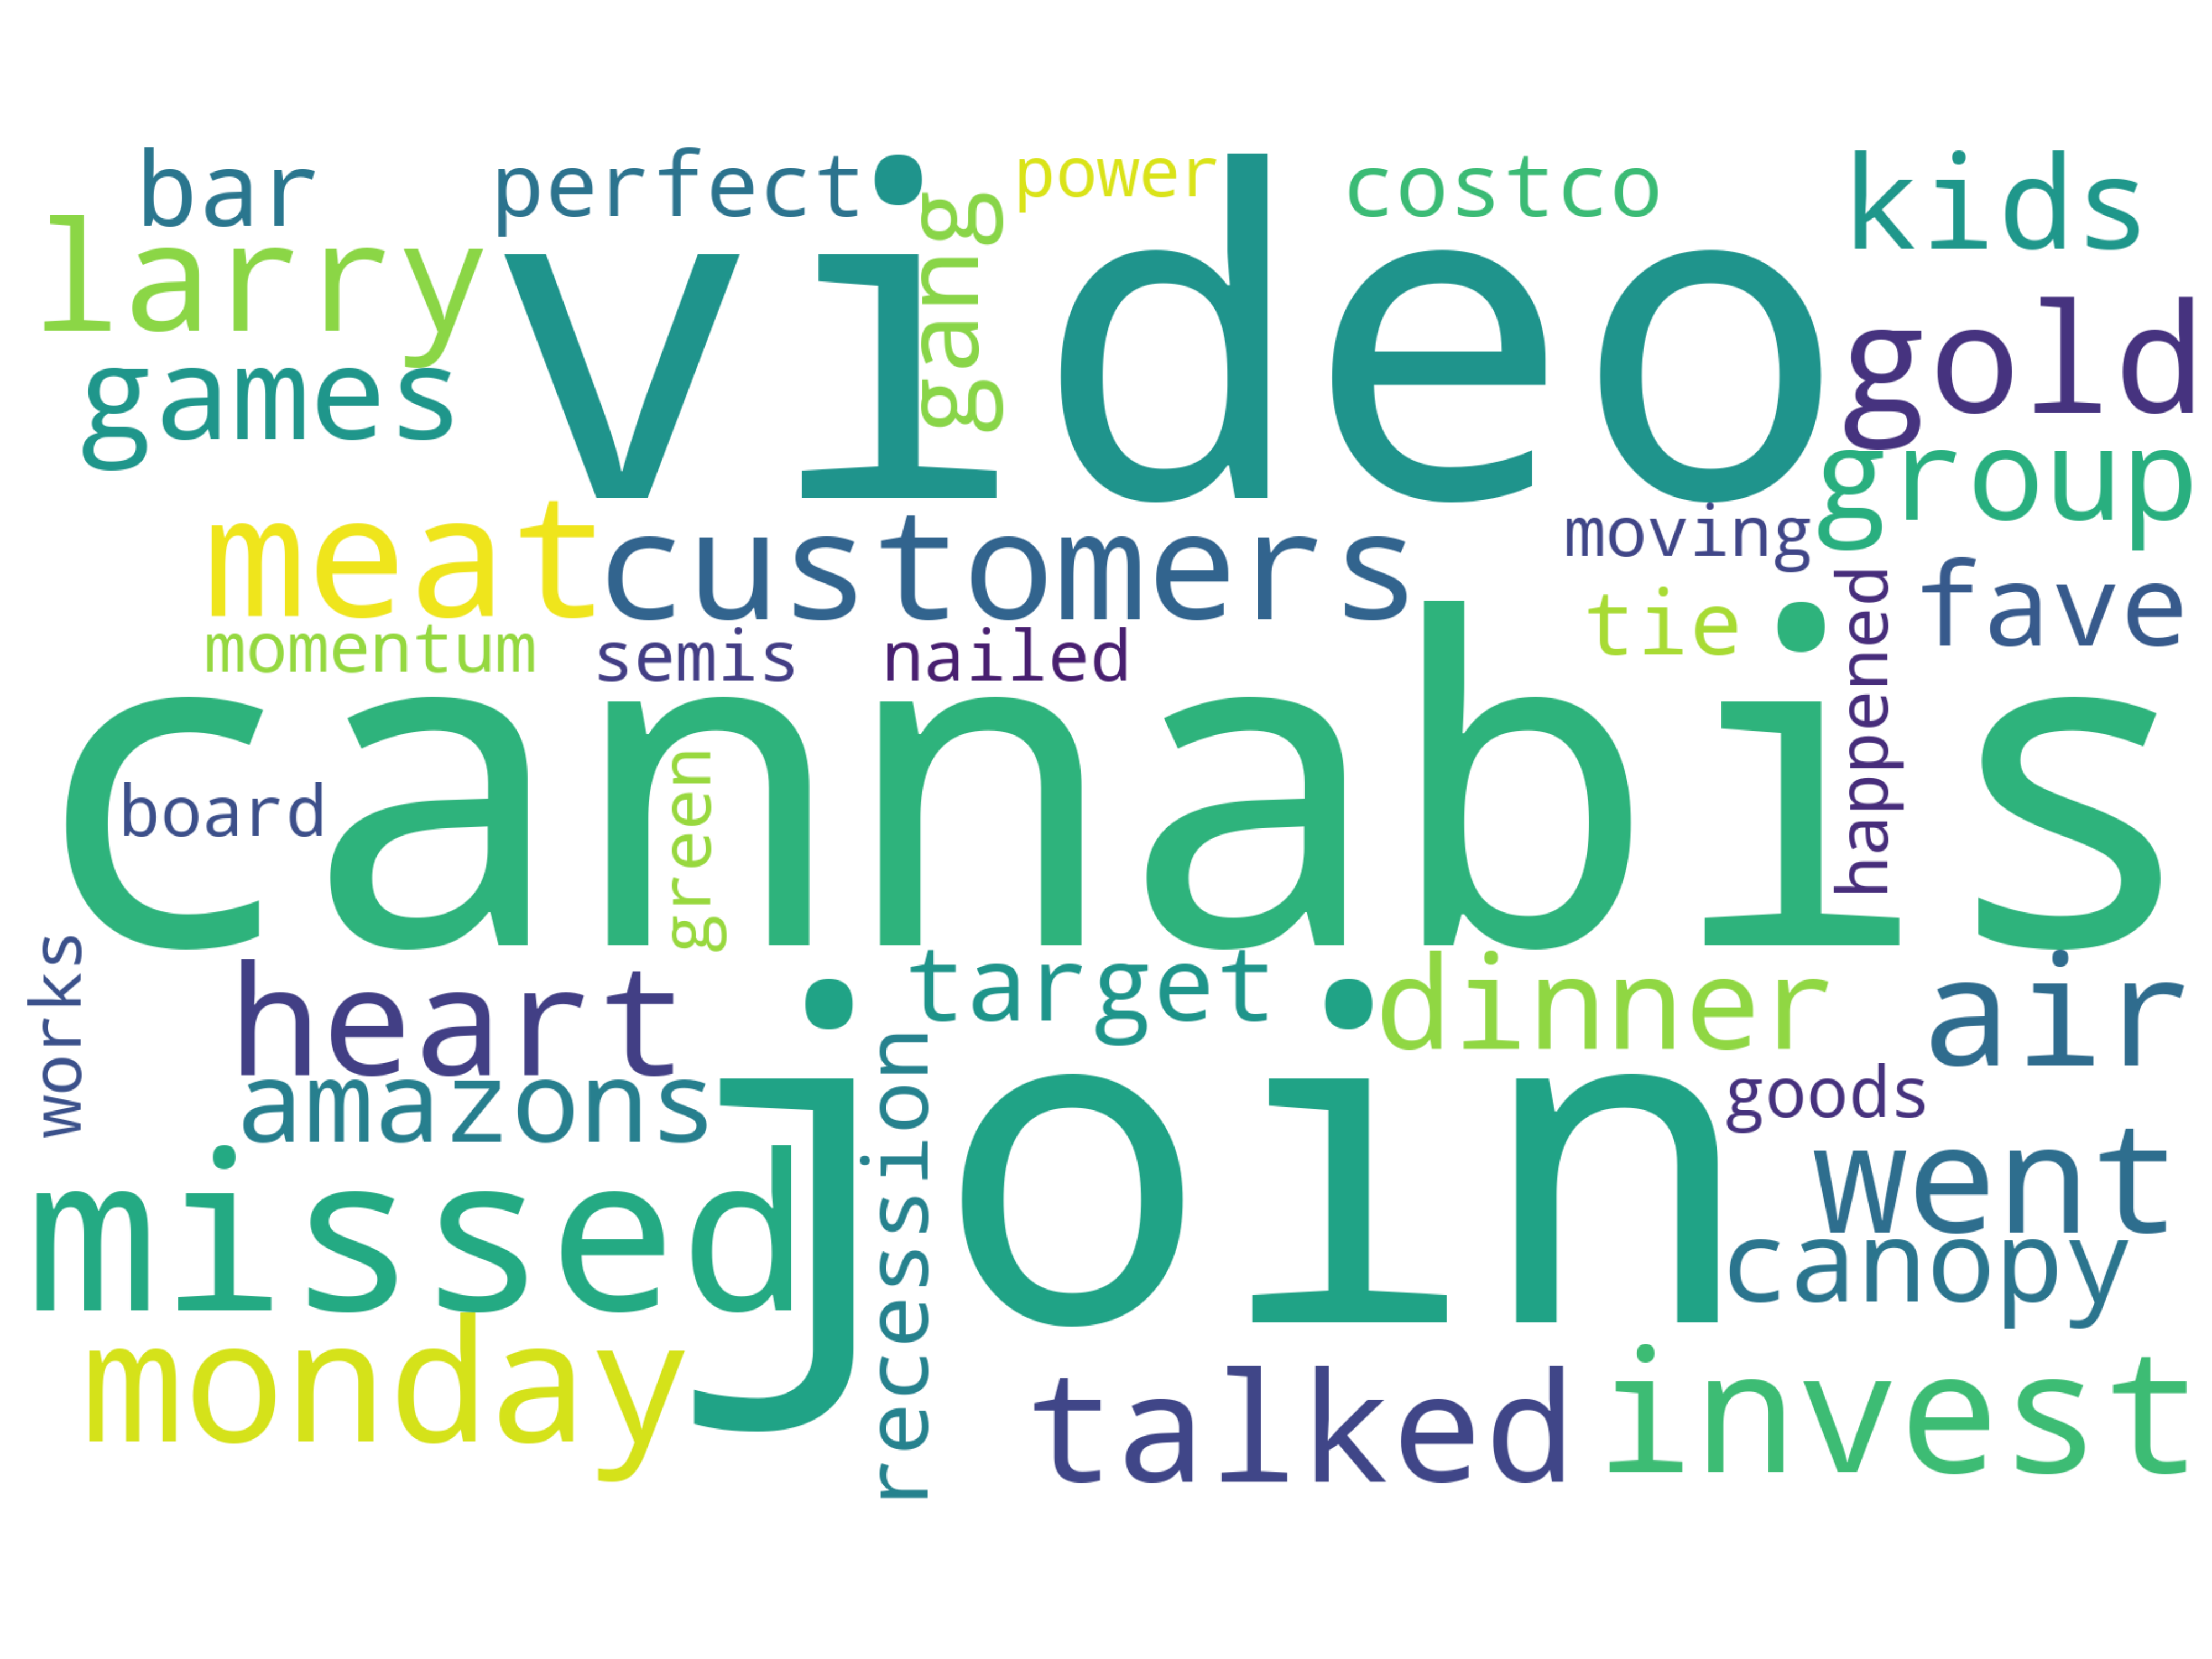 bar
perfect
power
costco
kids
larry
video
gang
games
gold
group
meat
customers
moving
fave
tie
happened
momentum
semis
nailed
cannabis
board
green
works
heart
target
dinner
air
amazons
join
goods
recession
missed
went
canopy
monday
talked
invest